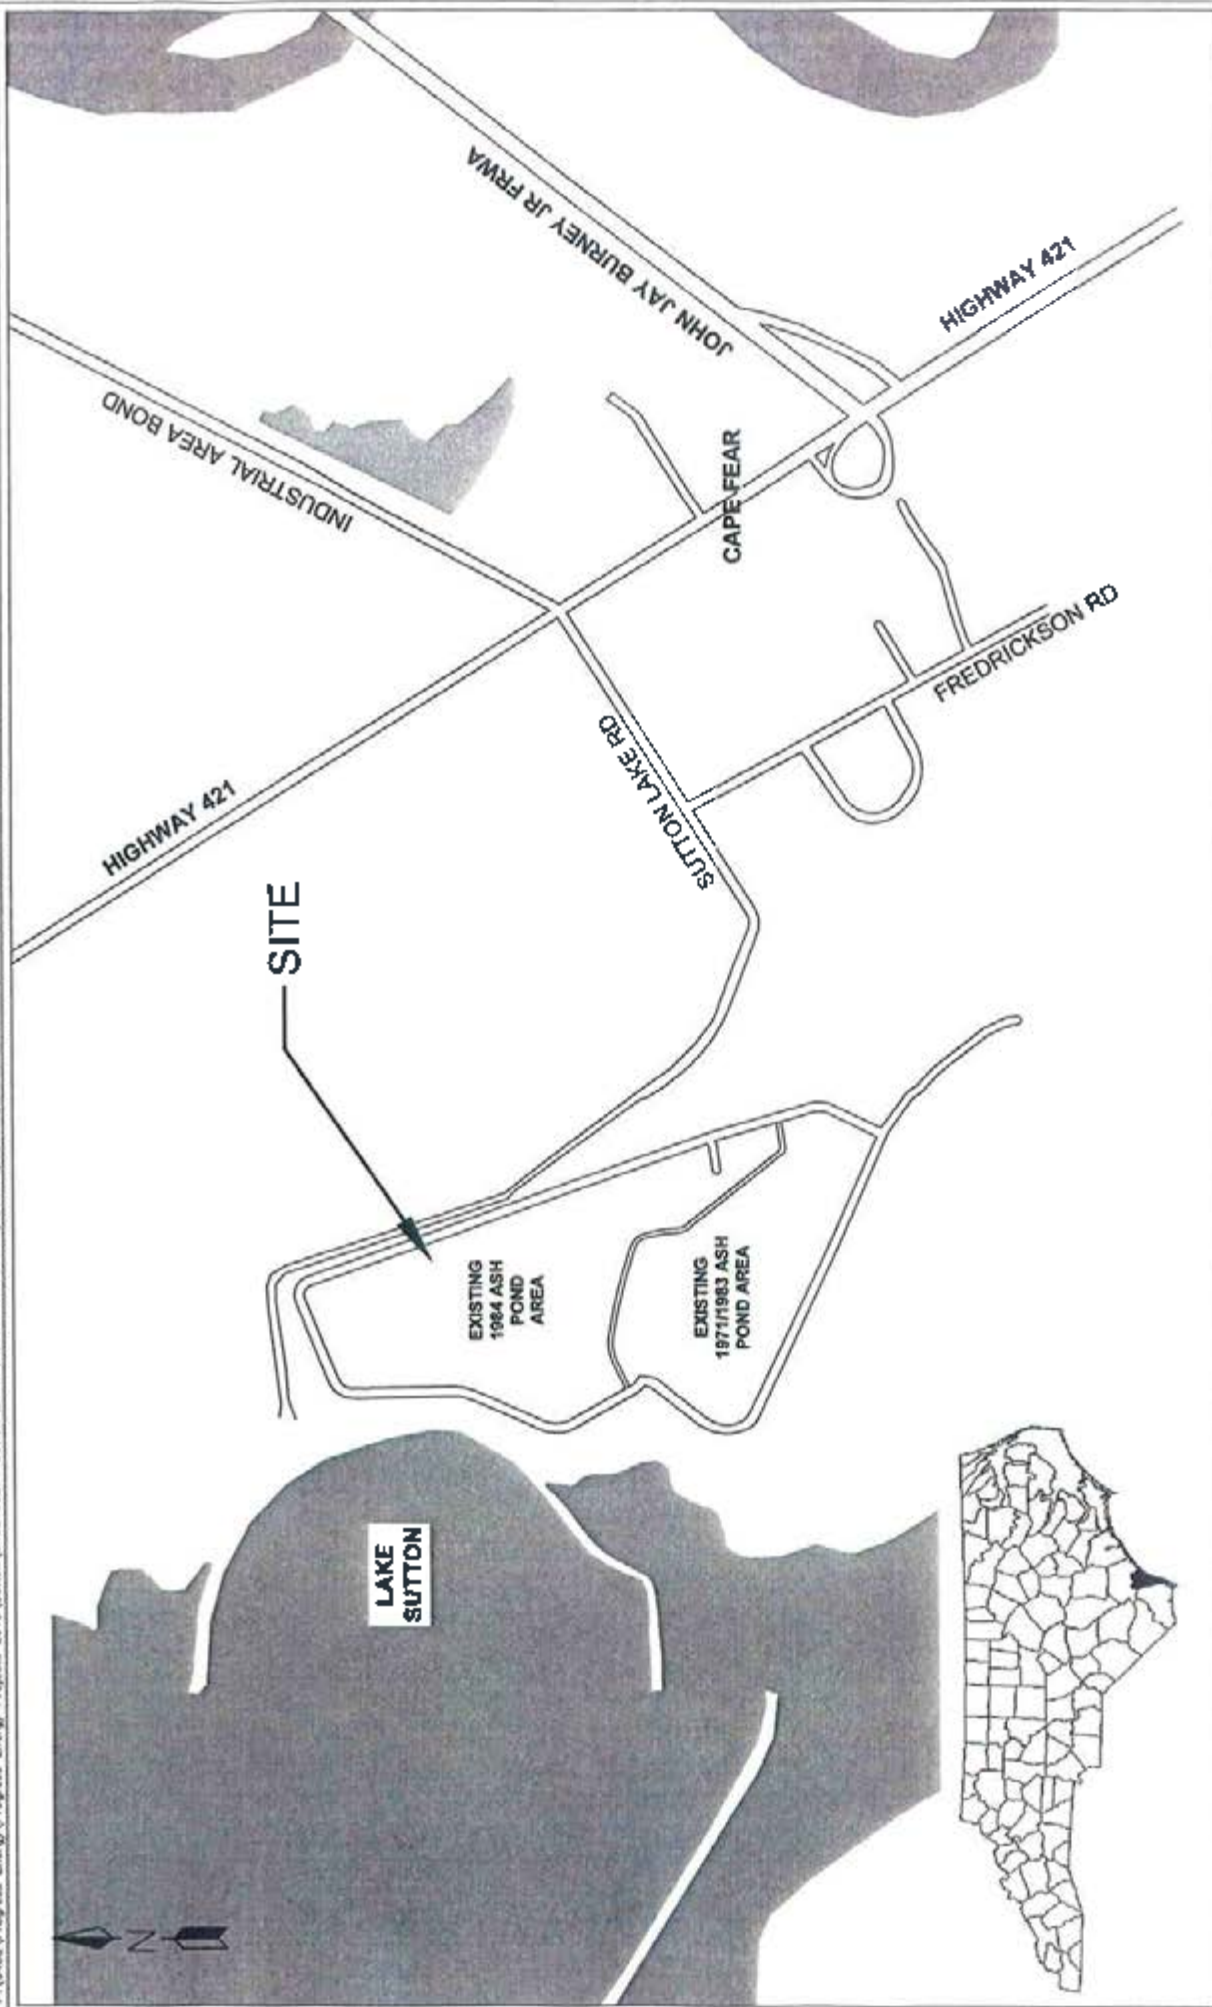 JOHN JAY BURNEY JR FRWA
INDUSTRIAL AREA BOND
HIGHWAY 421
CAPE FEAR
HIGHWAY 421
SITE
SUTTON LAKE RD
FREDRICKSON RD
EXISTING
1984 ASH
POND
AREA
EXISTING
1971/1983 ASH
POND AREA
LAKE
SUTTON
N